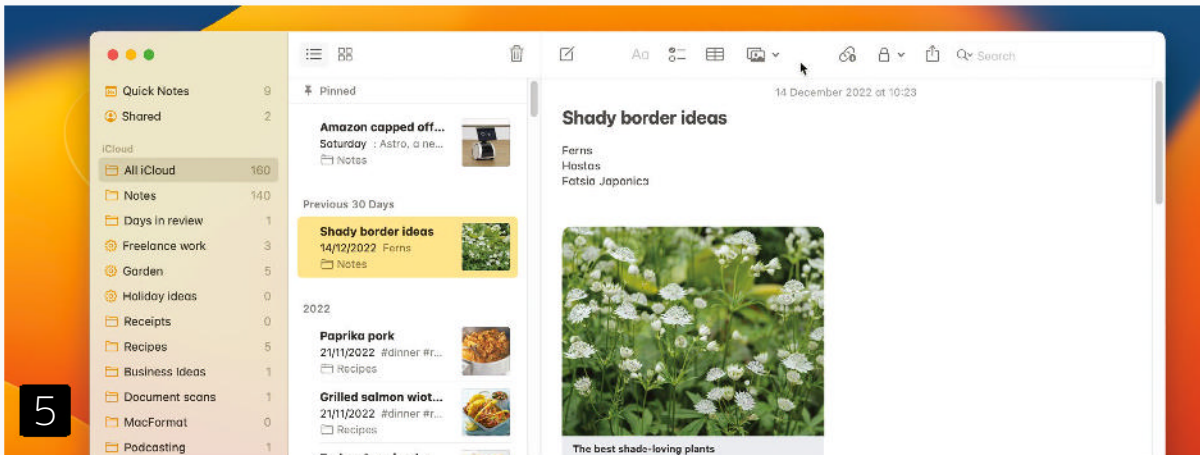 Aa
Search
Quick Notes 9
Shared 2
iCloud
All iCloud 160
Notes 140
Days in review 1
Freelance work 3
Garden 5
Holiday ideas 0
Receipts 0
Recipes 5
Business Ideas 1
Document scans 1
MacFormat 0
Podcasting 1
5
Pinned
Amazon capped off...
Saturday : Astro, a ne...
Notes
Previous 30 Days
Shady border ideas
14/12/2022 Ferns
Notes
2022
Paprika pork
21/11/2022 #dinner #r...
Recipes
Grilled salmon wiot...
21/11/2022 #dinner #r...
Recipes
14 December 2022 at 10:23
Shady border ideas
Ferns
Hostas
Fatsia Japonica
The best shade-loving plants